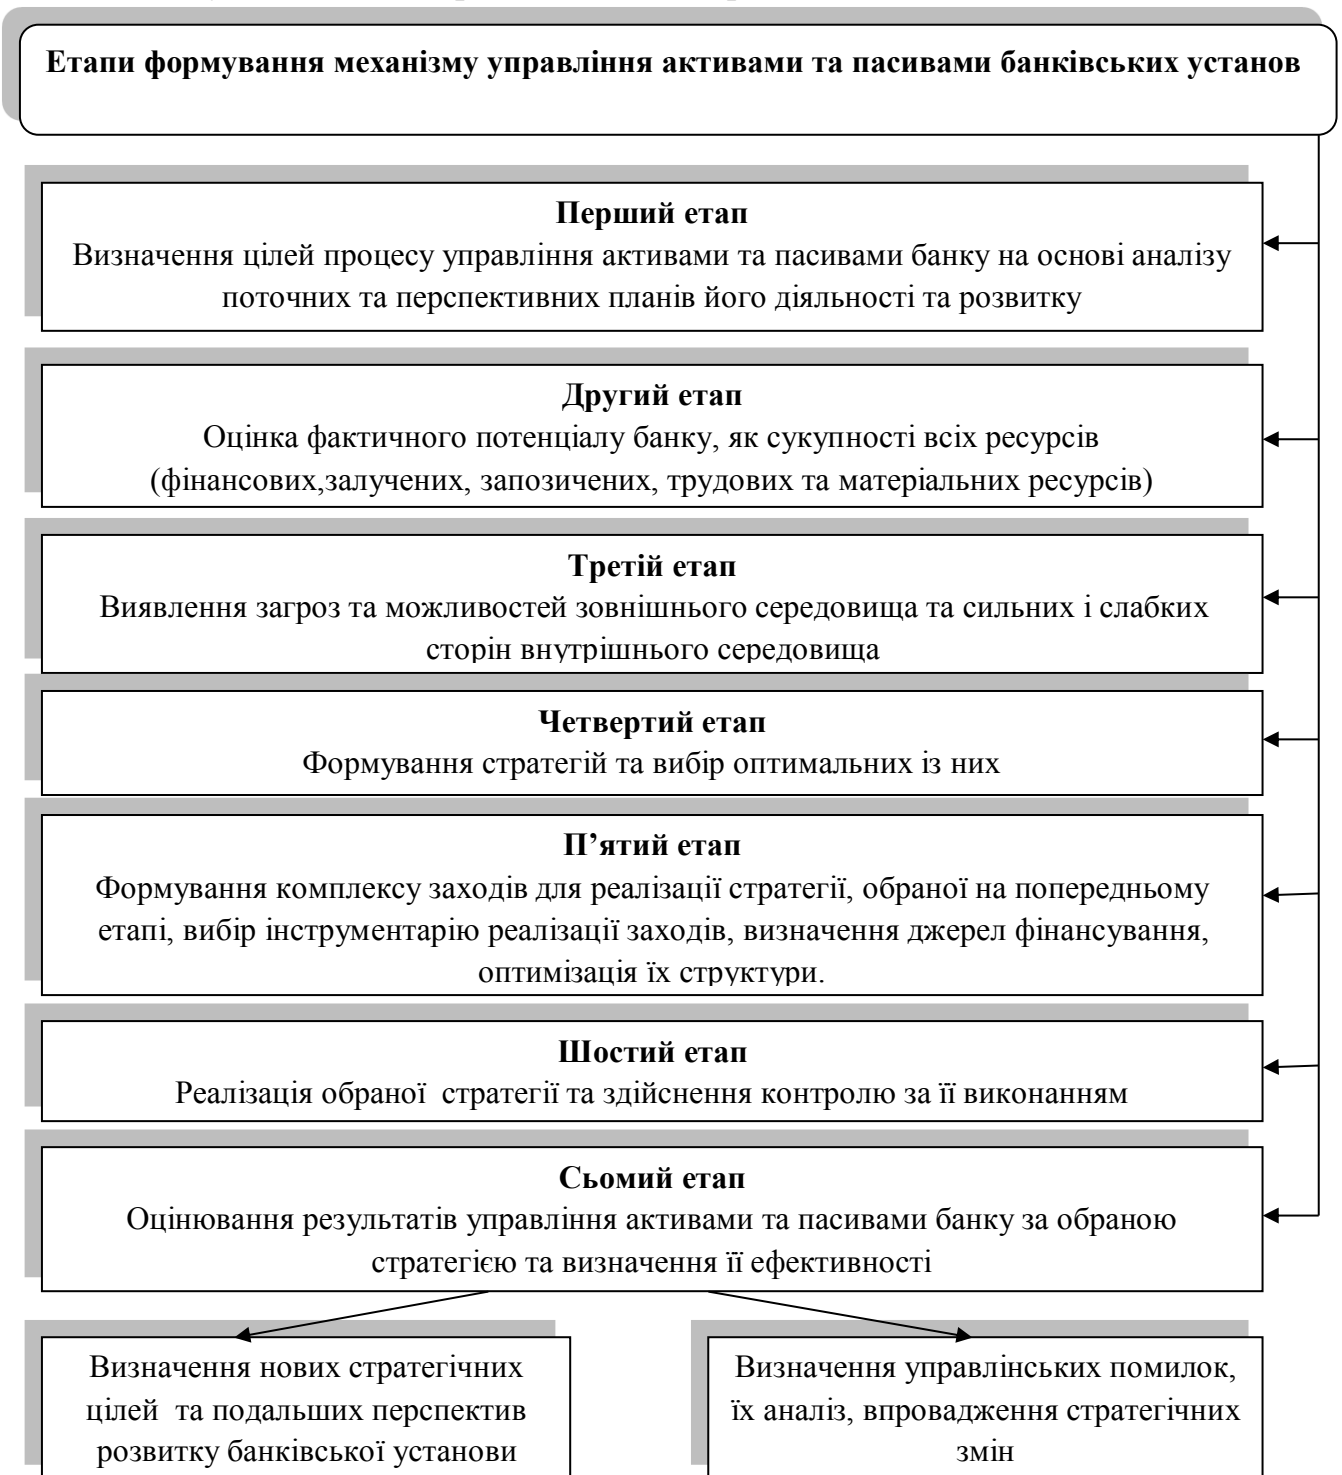 Етапи формування механізму управління активами та пасивами банківських установ
Перший етап
Визначення цілей процесу управління активами та пасивами банку на основі аналізу
поточних та перспективних планів його діяльності та розвитку
Другий етап
Оцінка фактичного потенціалу банку, як сукупності всіх ресурсів
(фінансових,залучених, запозичених, трудових та матеріальних ресурсів)
Третій етап
Виявлення загроз та можливостей зовнішнього середовища та сильних і слабких
сторін внутрішнього середовища
Четвертий етап
Формування стратегій та вибір оптимальних із них
П’ятий етап
Формування комплексу заходів для реалізації стратегії, обраної на попередньому
етапі, вибір інструментарію реалізації заходів, визначення джерел фінансування,
оптимізація їх структури.
Шостий етап
Реалізація обраної  стратегії та здійснення контролю за її виконанням
Сьомий етап
Оцінювання результатів управління активами та пасивами банку за обраною
стратегією та визначення її ефективності
Визначення нових стратегічних
цілей  та подальших перспектив
розвитку банківської установи
Визначення управлінських помилок,
їх аналіз, впровадження стратегічних
змін